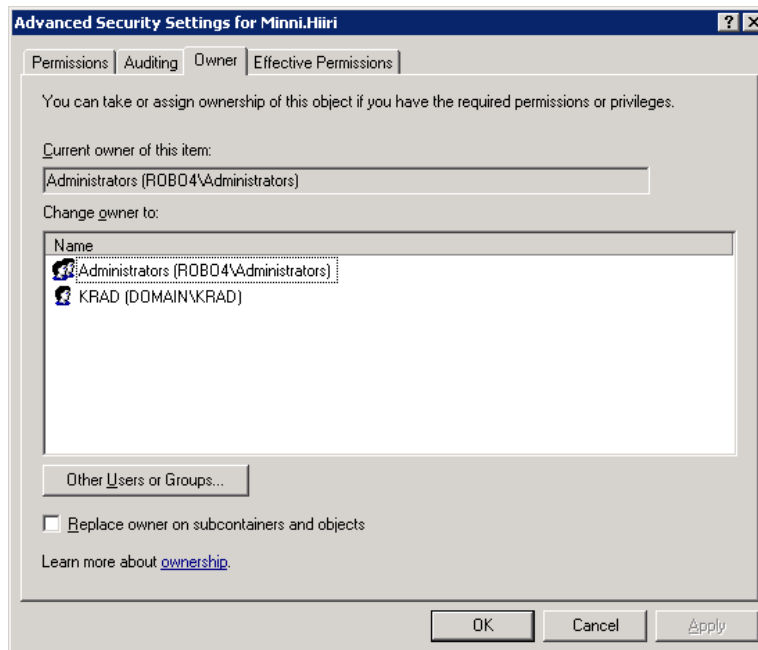 Advanced Security Settings for Minni.Hiiri
Permissions Auditing Owner Effective Permissions
You can take or assign ownership of this object if you have the required permissions or privileges.
Current owner of this item:
Administrators (ROBO4\Administrators)
Change owner to:
Name
Administrators (ROBO4\Administrators)
KRAD (DOMAIN\KRAD)
Other Users or Groups...
Replace owner on subcontainers and objects
Learn more about ownership.
OK Cancel Apply